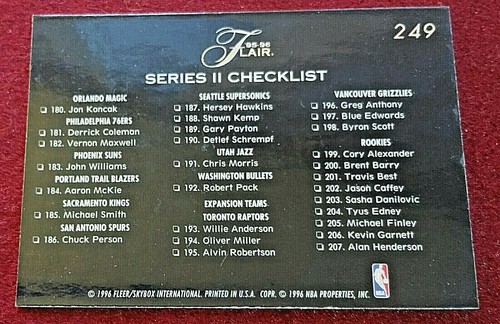 249
'95-96
FLAIR.
SERIES II CHECKLIST
ORLANDO MAGIC
❏ 180. Jon Koncak
PHILADELPHIA 76ERS
❏ 181. Derrick Coleman
❏ 182. Vernon Maxwell
PHOENIX SUNS
❏ 183. John Williams
PORTLAND TRAIL BLAZERS
❏ 184. Aaron McKie
SACRAMENTO KINGS
❏ 185. Michael Smith
SAN ANTONIO SPURS
❏ 186. Chuck Person
SEATTLE SUPERSONICS
❏ 187. Hersey Hawkins
❏ 188. Shawn Kemp
❏ 189. Gary Payton
❏ 190. Detlef Schrempf
UTAH JAZZ
❏ 191. Chris Morris
WASHINGTON BULLETS
❏ 192. Robert Pack
EXPANSION TEAMS
TORONTO RAPTORS
❏ 193. Willie Anderson
❏ 194. Oliver Miller
❏ 195. Alvin Robertson
VANCOUVER GRIZZLIES
❏ 196. Greg Anthony
❏ 197. Blue Edwards
❏ 198. Byron Scott
ROOKIES
❏ 199. Cory Alexander
❏ 200. Brent Barry
❏ 201. Travis Best
❏ 202. Jason Caffey
❏ 203. Sasha Danilovic
❏ 204. Tyus Edney
❏ 205. Michael Finley
❏ 206. Kevin Garnett
❏ 207. Alan Henderson
© 1996 FLEER/SKYBOX INTERNATIONAL. PRINTED IN U.S.A. COPR. © 1996 NBA PROPERTIES, INC.